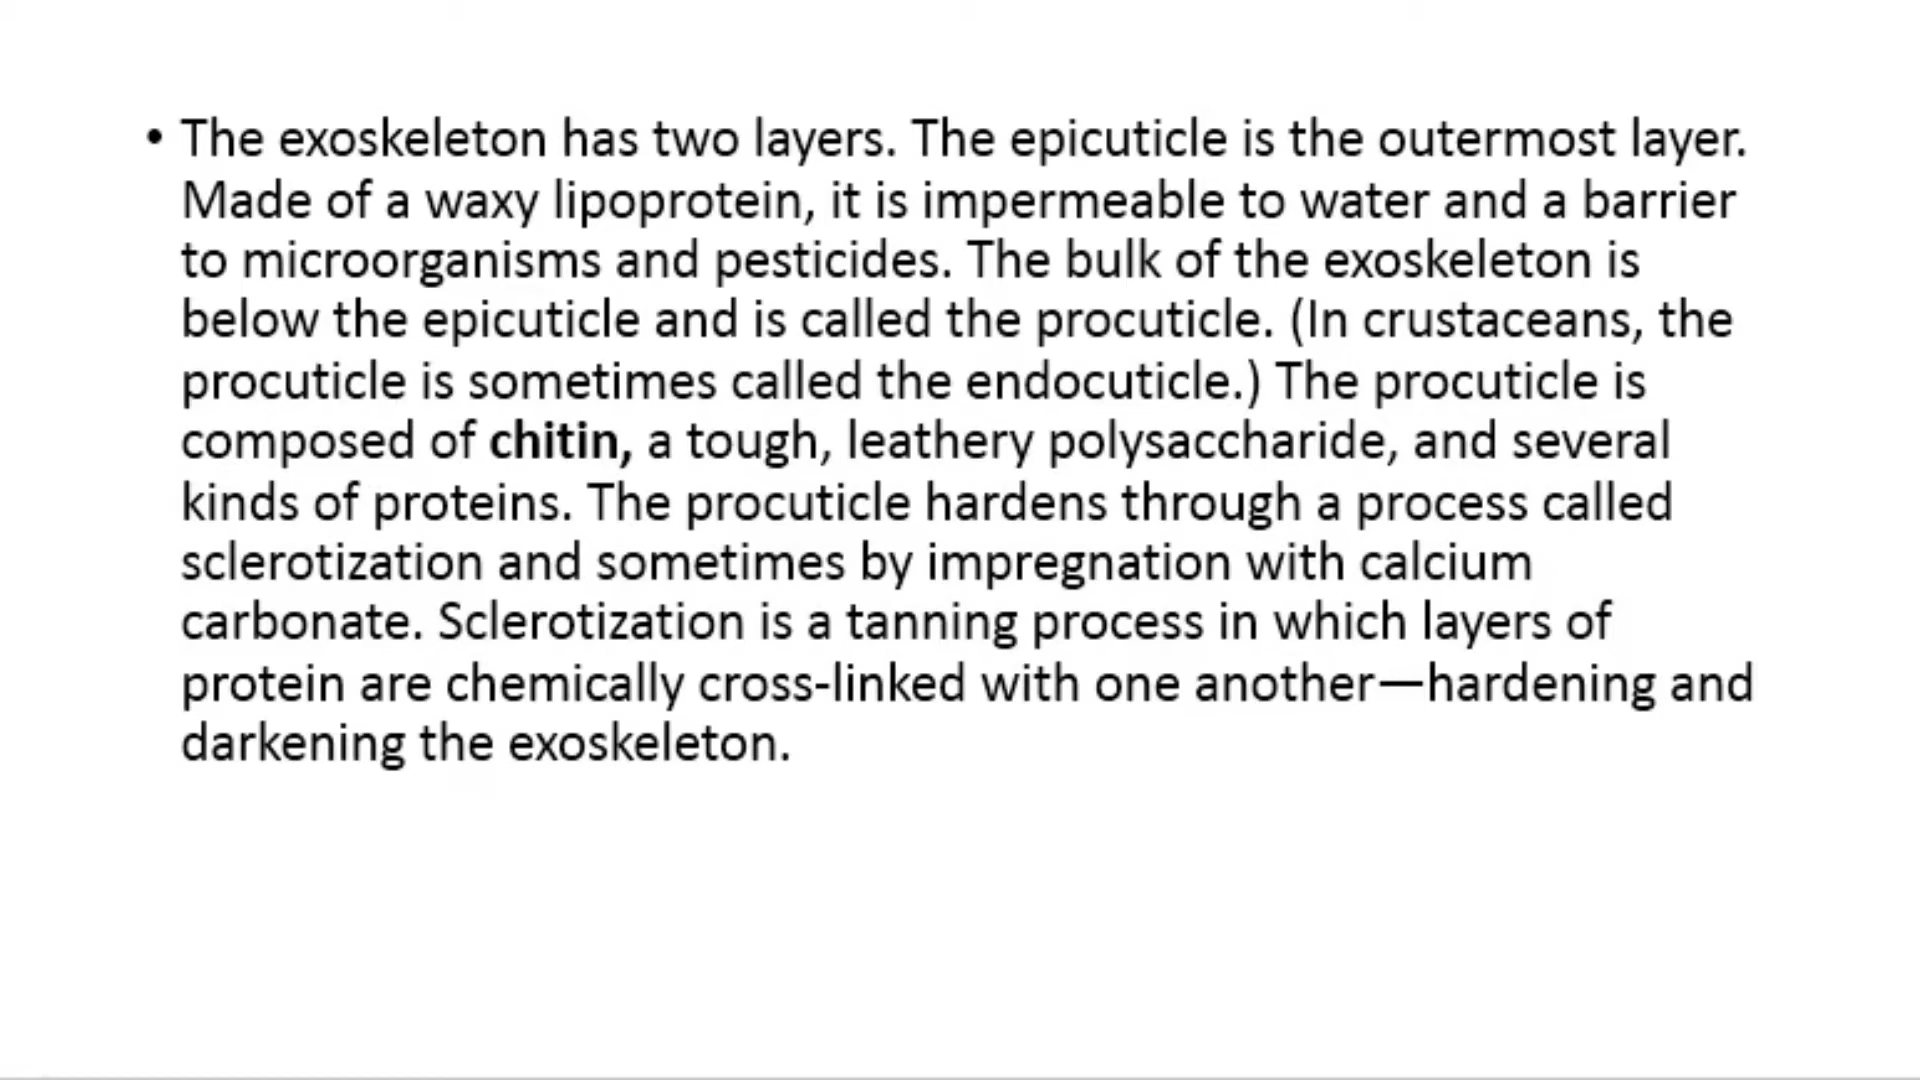 • The exoskeleton has two layers. The epicuticle is the outermost layer.
Made of a waxy lipoprotein, it is impermeable to water and a barrier
to microorganisms and pesticides. The bulk of the exoskeleton is
below the epicuticle and is called the procuticle. (In crustaceans, the
procuticle is sometimes called the endocuticle.) The procuticle is
composed of chitin, a tough, leathery polysaccharide, and several
kinds of proteins. The procuticle hardens through a process called
sclerotization and sometimes by impregnation with calcium
carbonate. Sclerotization is a tanning process in which layers of
protein are chemically cross-linked with one another—hardening and
darkening the exoskeleton.